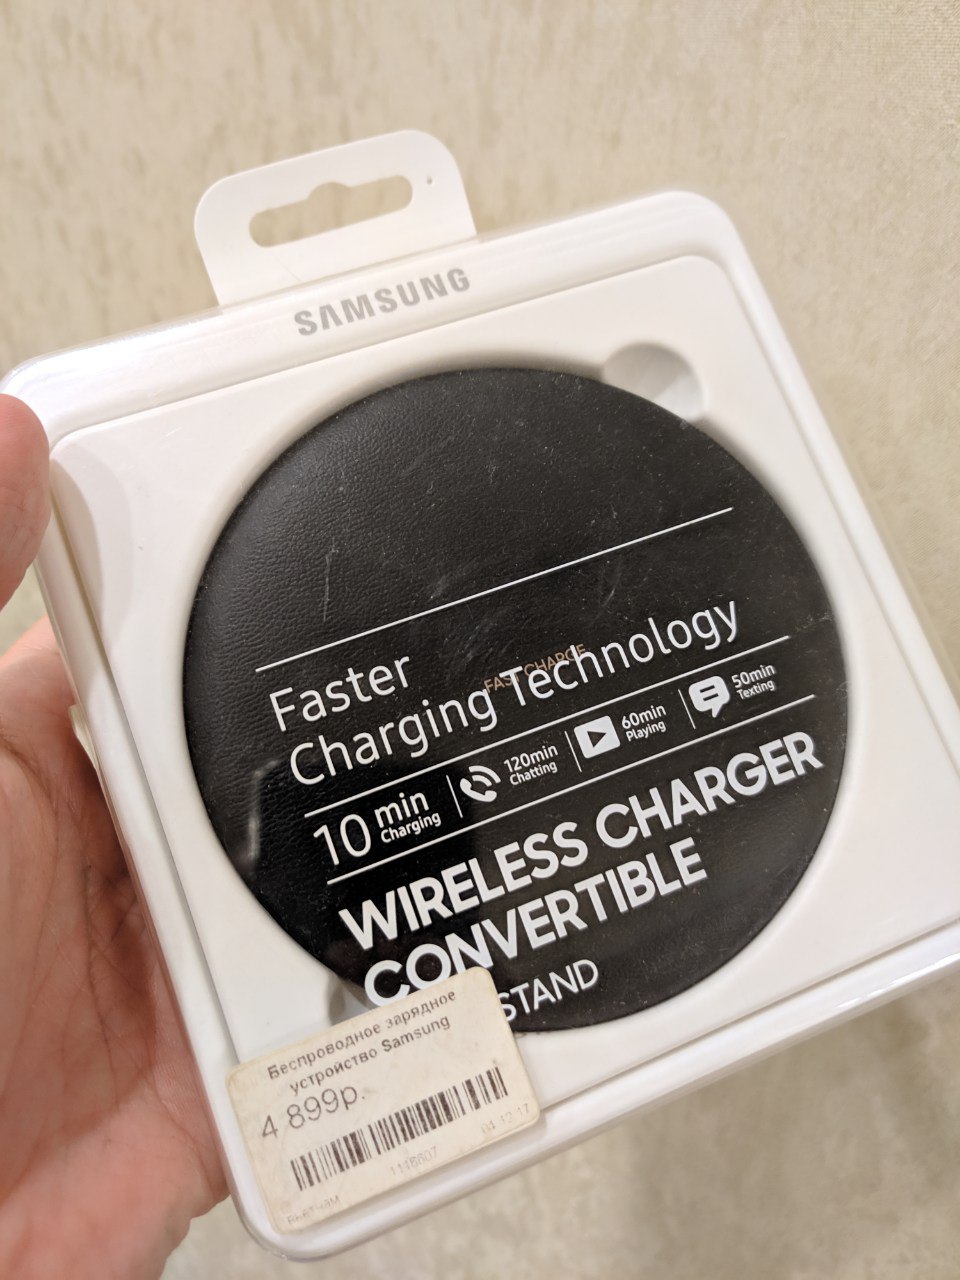 SAMSUNG
Faster
Charging Technology
FAST CHARGE
10 min
Charging
120min
Chatting
60min
Playing
50min
Texting
WIRELESS CHARGER
CONVERTIBLE
STAND
Беспроводное зарядное
устройство Samsung
4 899р.
04.12.17